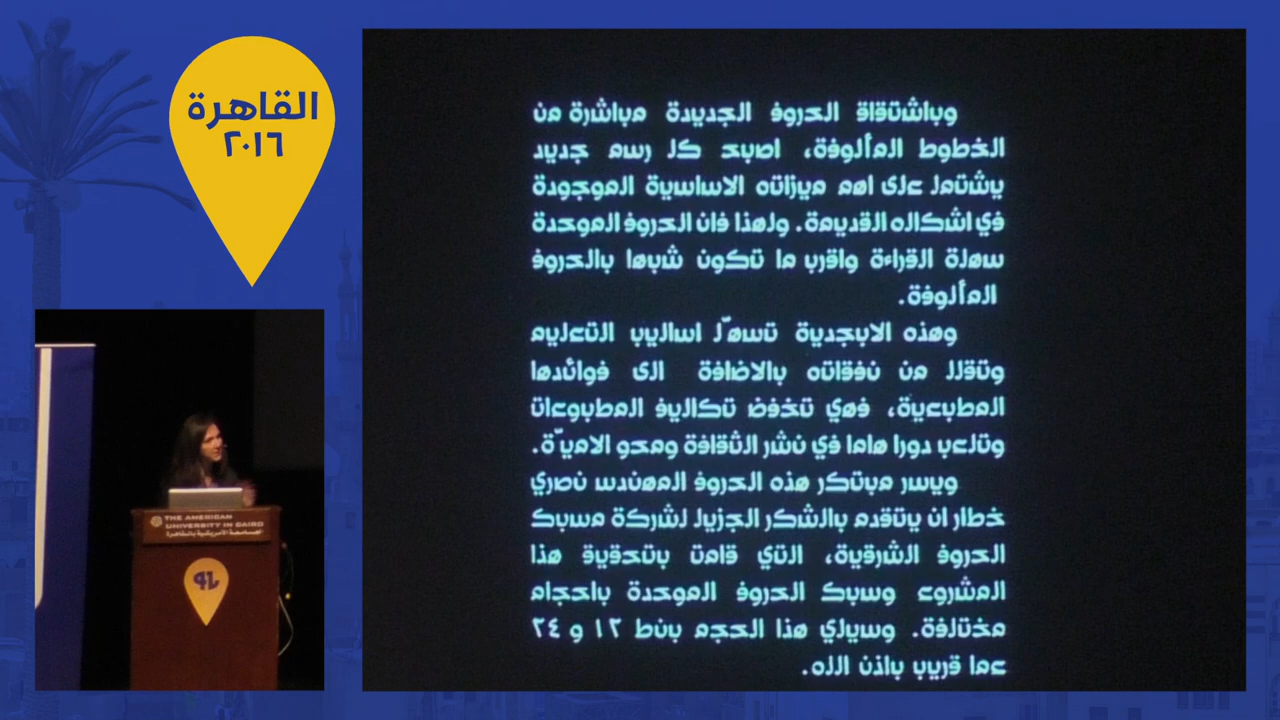 القاهرة
٢٠١٦
وباشتقاق الحروف الجديدة مباشرة من
الخطوط المألوفة، اصبح كل رسم جديد
يشتمل على اهم ميزاته الاساسية الموجودة
في اشكاله القديمة. ولهذا فان الحروف الموحدة
سهلة القراءة واقرب ما تكون شبها بالحروف
المألوفة.
وهذه الابجدية تسهّل اساليب التعليم
وتقلل من نفقاته بالاضافة الى فوائدها
المطبعية، فهي تخفض تكاليف المطبوعات
وتلعب دورا هاما في نشر الثقافة ومحو الاميّة.
ويسر مبتكر هذه الحروف المهندس نصري
خطار ان يتقدم بالشكر الجزيل لشركة مسبك
الحروف الشرقية، التي قامت بتحقيق هذا
المشروع وسبك الحروف الموحدة باحجام
مختلفة. وسيلي هذا الحجم بنط ١٢ و ٢٤
عما قريب باذن الله.
THE AMERICAN
UNIVERSITY IN CAIRO
الجامعة الأمريكية بالقاهرة